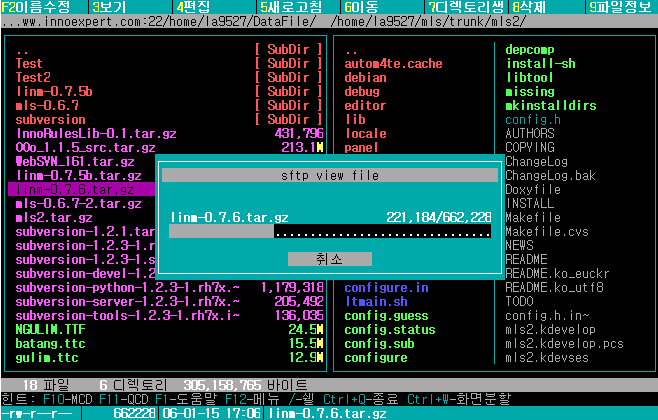 F2이름수정 3보기 4편집 5새로고침 6이동 7디렉토리생 8삭제 9파일정보
...ww.innoexpert.com:22/home/la9527/DataFile/ /home/la9527/mls/trunk/mls2/
.. [ SubDir ]
Test [ SubDir ]
Test2 [ SubDir ]
linm-0.7.5b [ SubDir ]
mls-0.6.7 [ SubDir ]
subversion [ SubDir ]
InnoRulesLib-0.1.tar.gz 431,796
OOo_1.1.5_src.tar.gz 213.1M
WebSVN_161.tar.gz
linm-0.7.5b.tar.gz
linm-0.7.6.tar.gz
mls-0.6.7-2.tar.gz
mls2.tar.gz
subversion-1.2.1.tar
subversion-1.2.3-1.r
subversion-1.2.3-1.s
subversion-devel-1.2
subversion-python-1.2.3-1.rh7x.~ 1,179,318
subversion-server-1.2.3-1.rh7x.~ 205,492
subversion-tools-1.2.3-1.rh7x.i~ 136,035
NGULIM.TTF 24.5M
batang.ttc 15.5M
gulim.ttc 12.9M
..
autom4te.cache
debian
debug
editor
lib
locale
panel
configure.in
ltmain.sh
config.guess
config.status
config.sub
configure
depcomp
install-sh
libtool
missing
mkinstalldirs
config.h
AUTHORS
COPYING
ChangeLog
ChangeLog.bak
Doxyfile
INSTALL
Makefile
Makefile.cvs
NEWS
README
README.ko_euckr
README.ko_utf8
TODO
config.h.in~
mls2.kdevelop
mls2.kdevelop.pcs
mls2.kdevses
sftp view file
linm-0.7.6.tar.gz 221,184/662,228
취소
18 파일 6 디렉토리 305,158,765 바이트
힌트: F10-MCD F11-QCD F1-도움말 F12-메뉴 /-쉘 Ctrl+Q-종료 Ctrl+W-화면분할
-rw-r--r-- 662228 06-01-15 17:06 linm-0.7.6.tar.gz